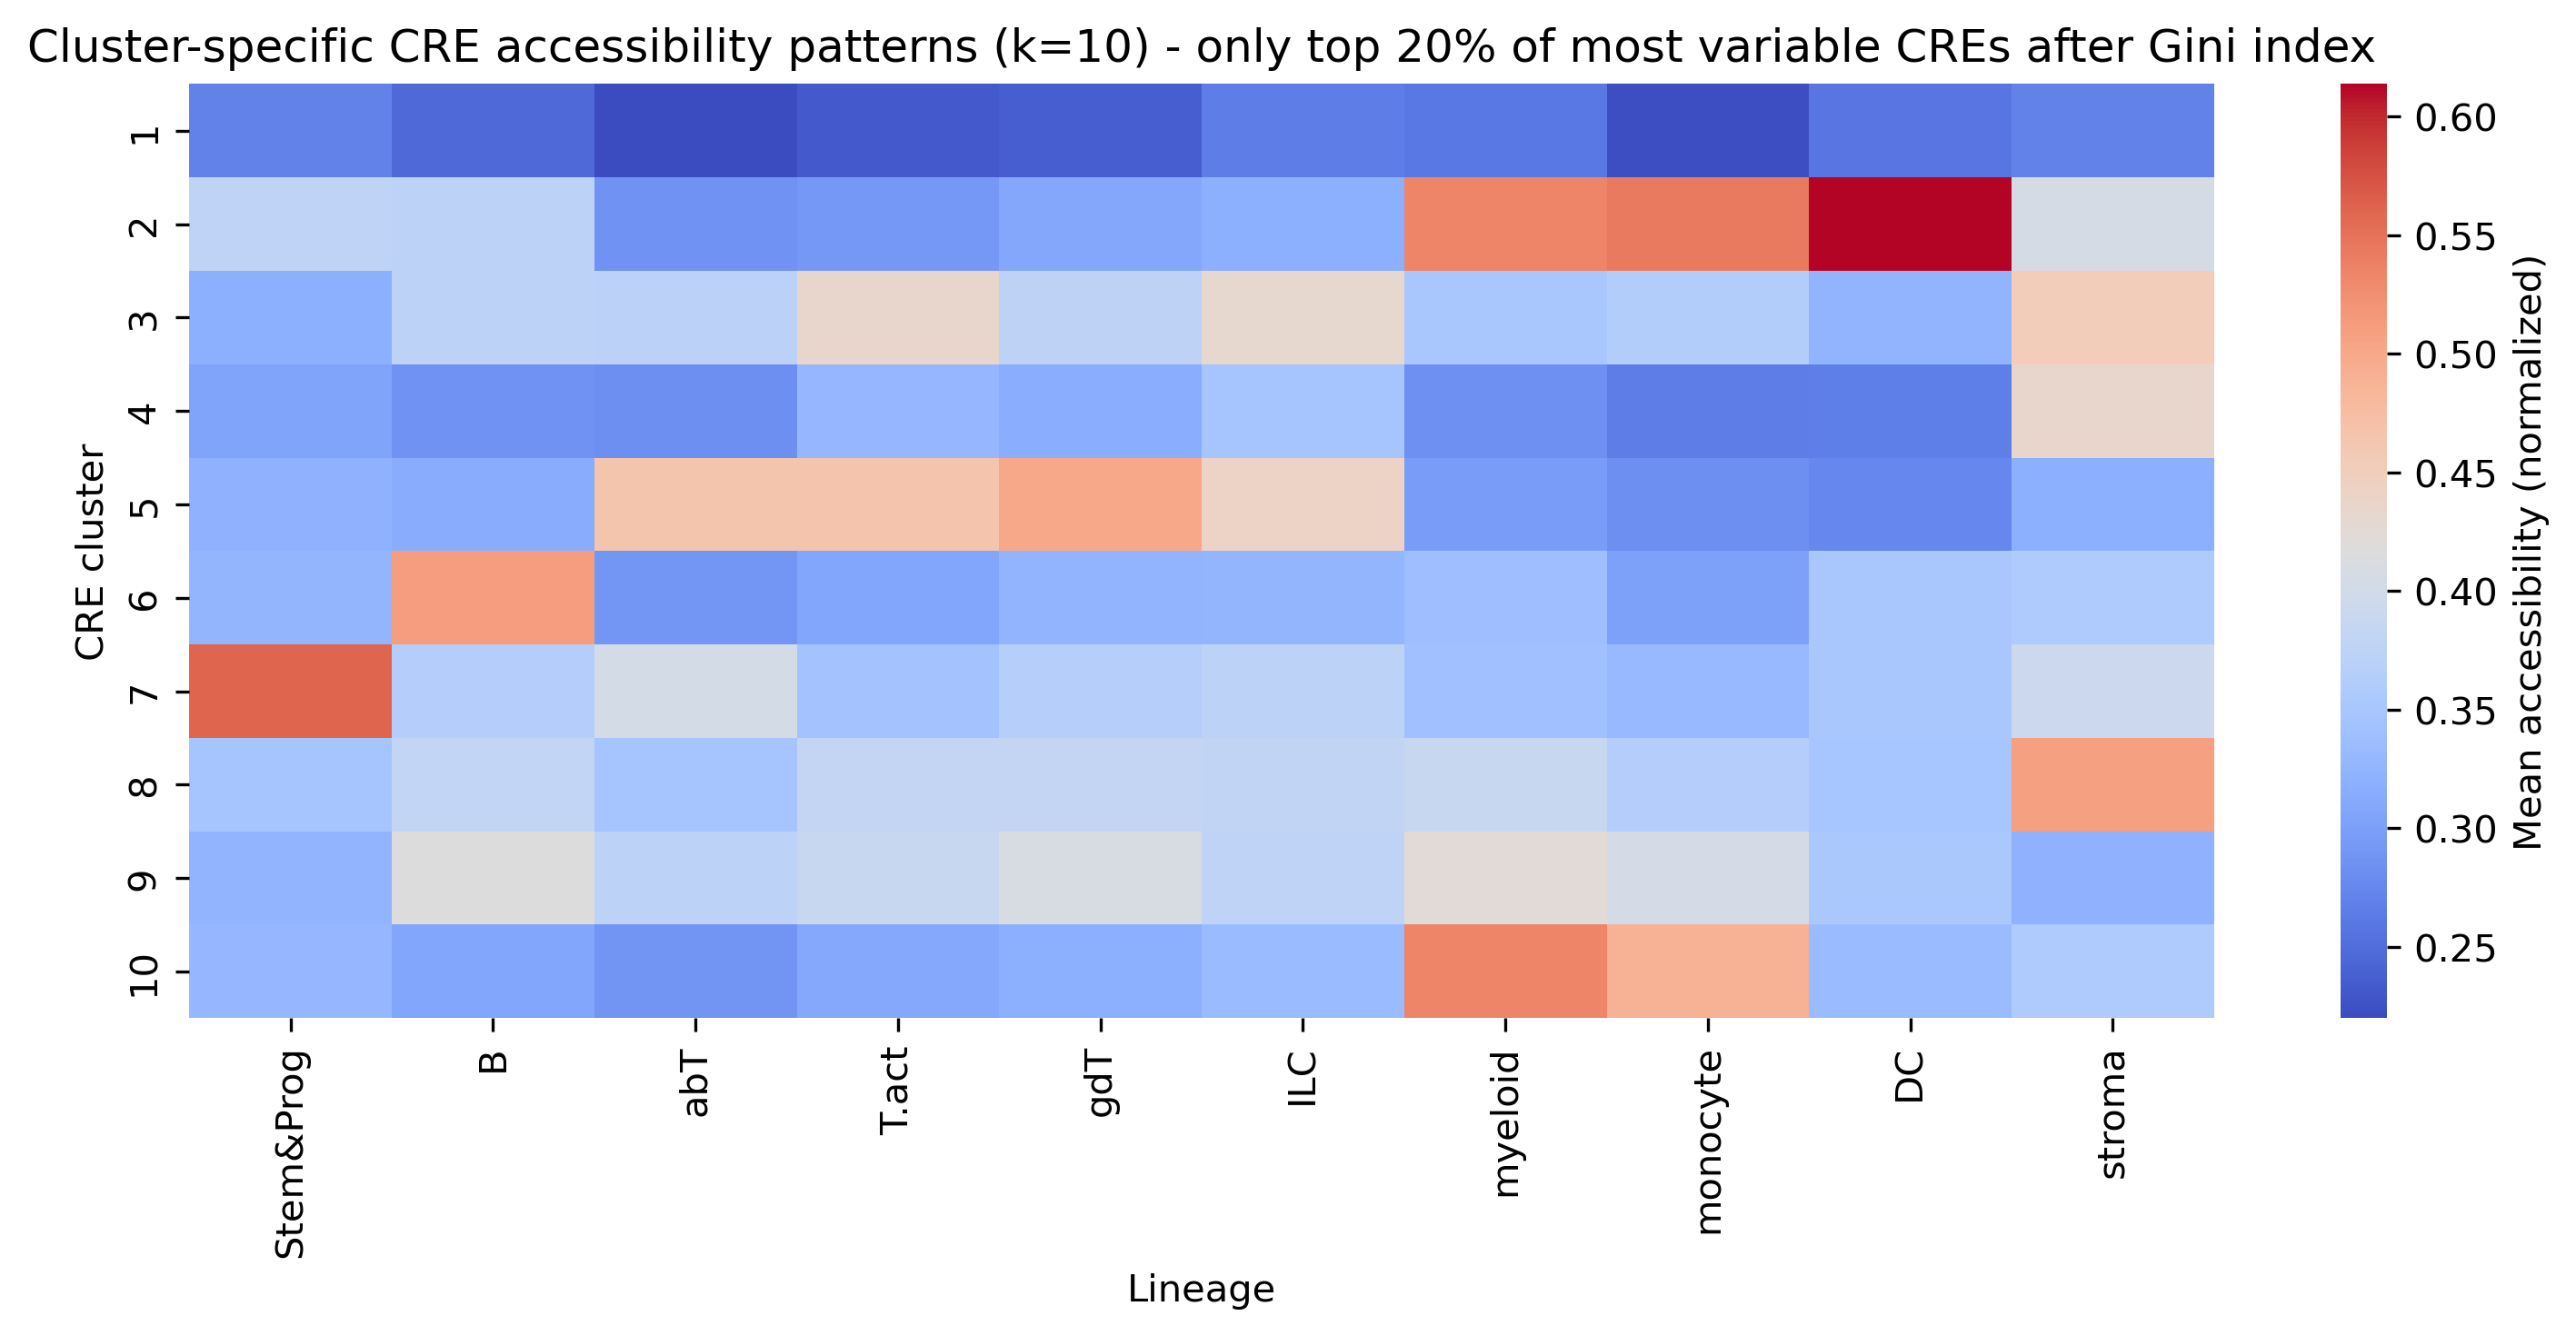 Cluster-specific CRE accessibility patterns (k=10) - only top 20% of most variable CREs after Gini index
CRE cluster
1
2
3
4
5
6
7
8
9
10
Stem&Prog
B
abT
T.act
gdT
ILC
myeloid
monocyte
DC
stroma
Lineage
0.60
0.55
0.50
0.45
0.40
0.35
0.30
0.25
Mean accessibility (normalized)